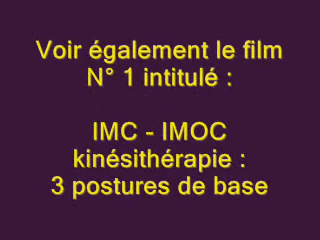 Voir également le film
N° 1 intitulé :
IMC - IMOC
kinésithérapie :
3 postures de base